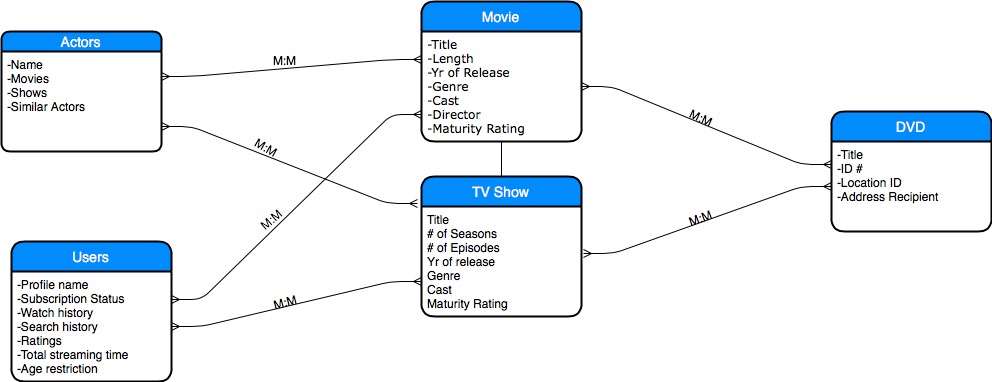 Actors
-Name
-Movies
-Shows
-Similar Actors
M:M
M:M
Movie
-Title
-Length
-Yr of Release
-Genre
-Cast
-Director
-Maturity Rating
M:M
DVD
-Title
-ID #
-Location ID
-Address Recipient
TV Show
Title
# of Seasons
# of Episodes
Yr of release
Genre
Cast
Maturity Rating
M:M
M:M
M:M
Users
-Profile name
-Subscription Status
-Watch history
-Search history
-Ratings
-Total streaming time
-Age restriction